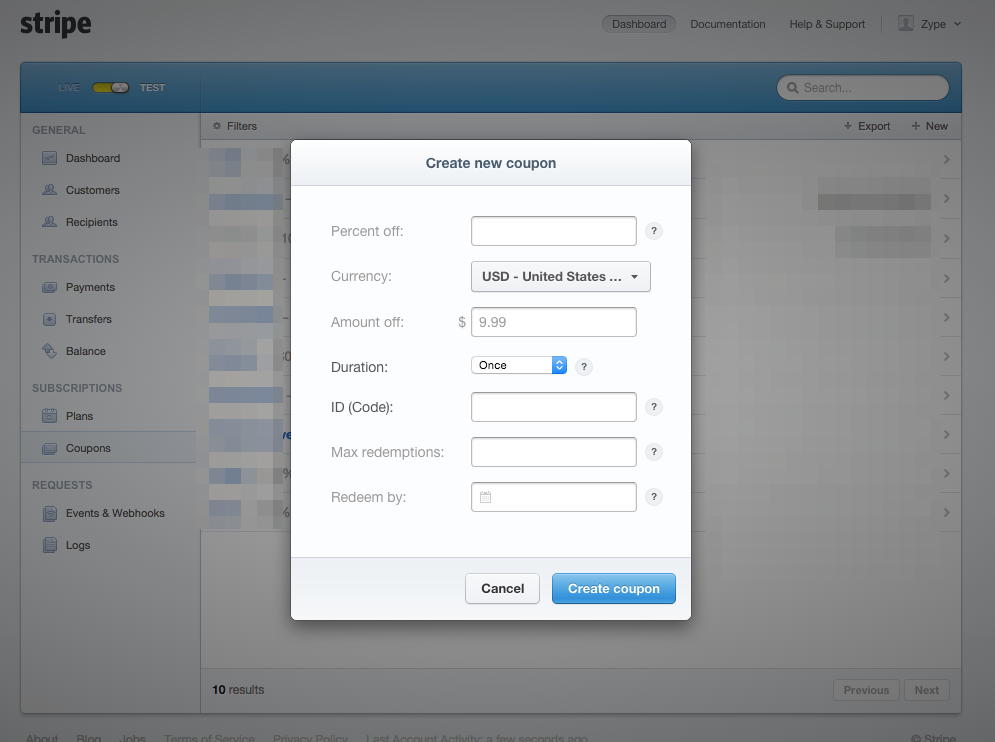 stripe
Dashboard Documentation Help & Support Zype
LIVE TEST Search...
GENERAL
Dashboard
Customers
Recipients
TRANSACTIONS
Payments
Transfers
Balance
SUBSCRIPTIONS
Plans
Coupons
REQUESTS
Events & Webhooks
Logs
Filters Export New
Create new coupon
Percent off: ?
Currency: USD - United States ...
Amount off: $ 9.99
Duration: Once ?
ID (Code): ?
Max redemptions: ?
Redeem by: ?
Cancel Create coupon
10 results Previous Next
About Blog Jobs Terms of Service Privacy Policy Last Account Activity: a few seconds ago © Stripe